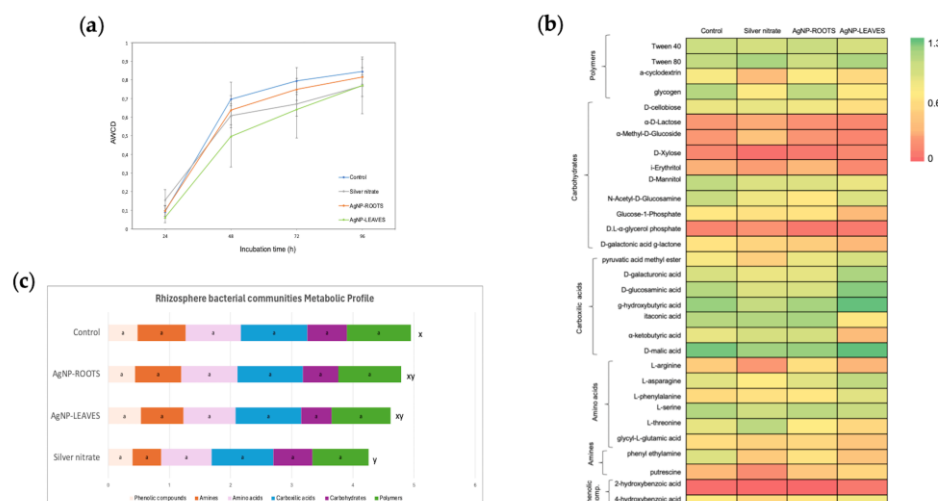 (a)
1
0,9
0,8
0,7
0,6
0,5
0,4
0,3
0,2
0,1
0
AWCD
24
48
72
96
Incubation time (h)
Control
Silver nitrate
AgNP-ROOTS
AgNP-LEAVES
(b)
Control
Silver nitrate
AgNP-ROOTS
AgNP-LEAVES
Polymers
Tween 40
Tween 80
a-cyclodextrin
glycogen
Carbohydrates
D-cellobiose
α-D-Lactose
α-Methyl-D-Glucoside
D-Xylose
i-Erythritol
D-Mannitol
N-Acetyl-D-Glucosamine
Glucose-1-Phosphate
D.L-α-glycerol phosphate
D-galactonic acid g-lactone
Carboxilic acids
pyruvatic acid methyl ester
D-galacturonic acid
D-glucosaminic acid
g-hydroxybutyric acid
itaconic acid
α-ketobutyric acid
D-malic acid
Amino acids
L-arginine
L-asparagine
L-phenylalanine
L-serine
L-threonine
glycyl-L-glutamic acid
Amines
phenyl ethylamine
putrescine
comp.
2-hydroxybenzoic acid
4-hydroxybenzoic acid
0
(c)
Rhizosphere bacterial communities Metabolic Profile
Control
a a a a a a x
AgNP-ROOTS
a a a a a a xy
AgNP-LEAVES
a a a a a a xy
Silver nitrate
a a a a a a y
0 1 2 3 4 5 6
Phenolic compounds Amines Amino acids Carboxilic acids Carbohydrates Polymers